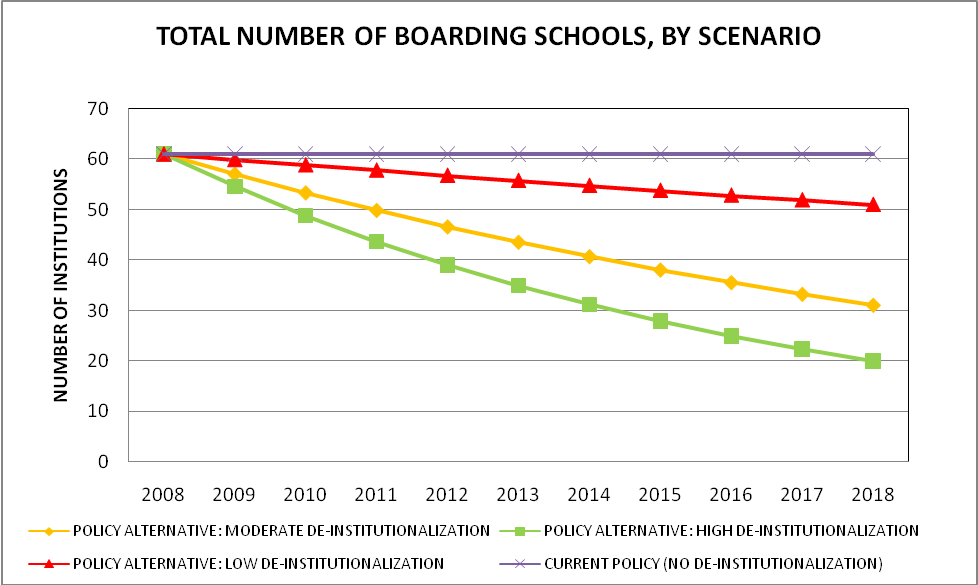 TOTAL NUMBER OF BOARDING SCHOOLS, BY SCENARIO
NUMBER OF INSTITUTIONS
70
60
50
40
30
20
10
0
2008 2009 2010 2011 2012 2013 2014 2015 2016 2017 2018
POLICY ALTERNATIVE: MODERATE DE-INSTITUTIONALIZATION POLICY ALTERNATIVE: HIGH DE-INSTITUTIONALIZATION
POLICY ALTERNATIVE: LOW DE-INSTITUTIONALIZATION CURRENT POLICY (NO DE-INSTITUTIONALIZATION)